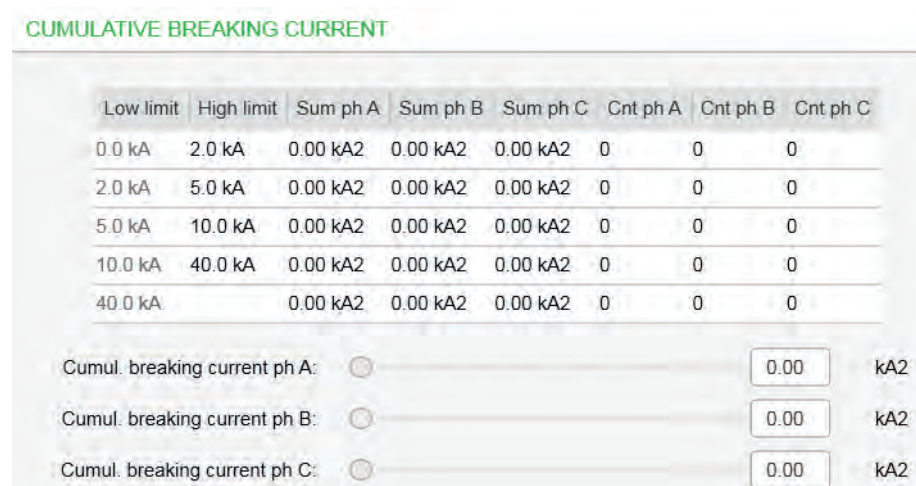 CUMULATIVE BREAKING CURRENT
Low limit High limit Sum ph A Sum ph B Sum ph C Cnt ph A Cnt ph B Cnt ph C
0.0 kA 2.0 kA 0.00 kA2 0.00 kA2 0.00 kA2 0 0 0
2.0 kA 5.0 kA 0.00 kA2 0.00 kA2 0.00 kA2 0 0 0
5.0 kA 10.0 kA 0.00 kA2 0.00 kA2 0.00 kA2 0 0 0
10.0 kA 40.0 kA 0.00 kA2 0.00 kA2 0.00 kA2 0 0 0
40.0 kA 0.00 kA2 0.00 kA2 0.00 kA2 0 0 0
Cumul. breaking current ph A: 0.00 kA2
Cumul. breaking current ph B: 0.00 kA2
Cumul. breaking current ph C: 0.00 kA2